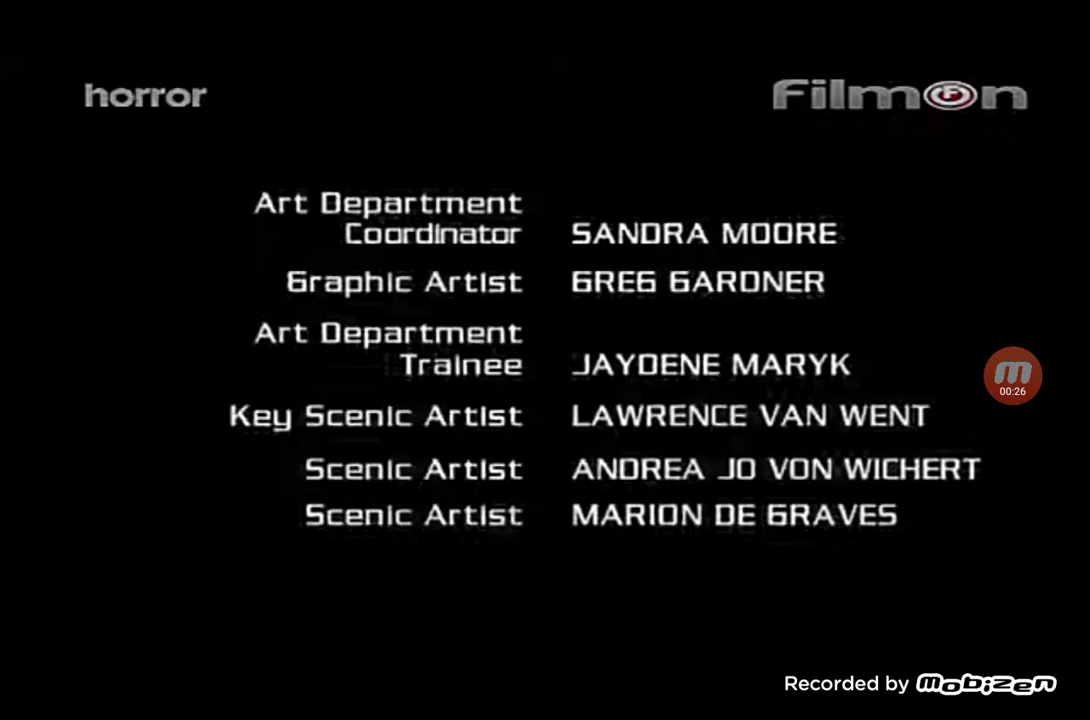 horror
FilmOn
Art Department
Coordinator SANDRA MOORE
Graphic Artist GREG GARDNER
Art Department
Trainee JAYDENE MARYK
00:26
Key Scenic Artist LAWRENCE VAN WENT
Scenic Artist ANDREA JO VON WICHERT
Scenic Artist MARION DE GRAVES
Recorded by mobizen